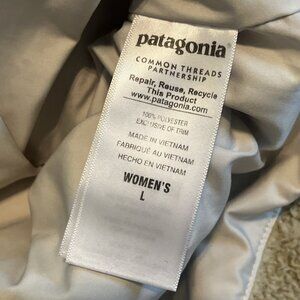 patagonia®
COMMON THREADS
PARTNERSHIP
Repair, Reuse, Recycle
This Product
www.patagonia.com
100% POLYESTER
EXCLUSIVE OF TRIM
MADE IN VIETNAM
FABRIQUÉ AU VIETNAM
HECHO EN VIETNAM
WOMEN'S
L